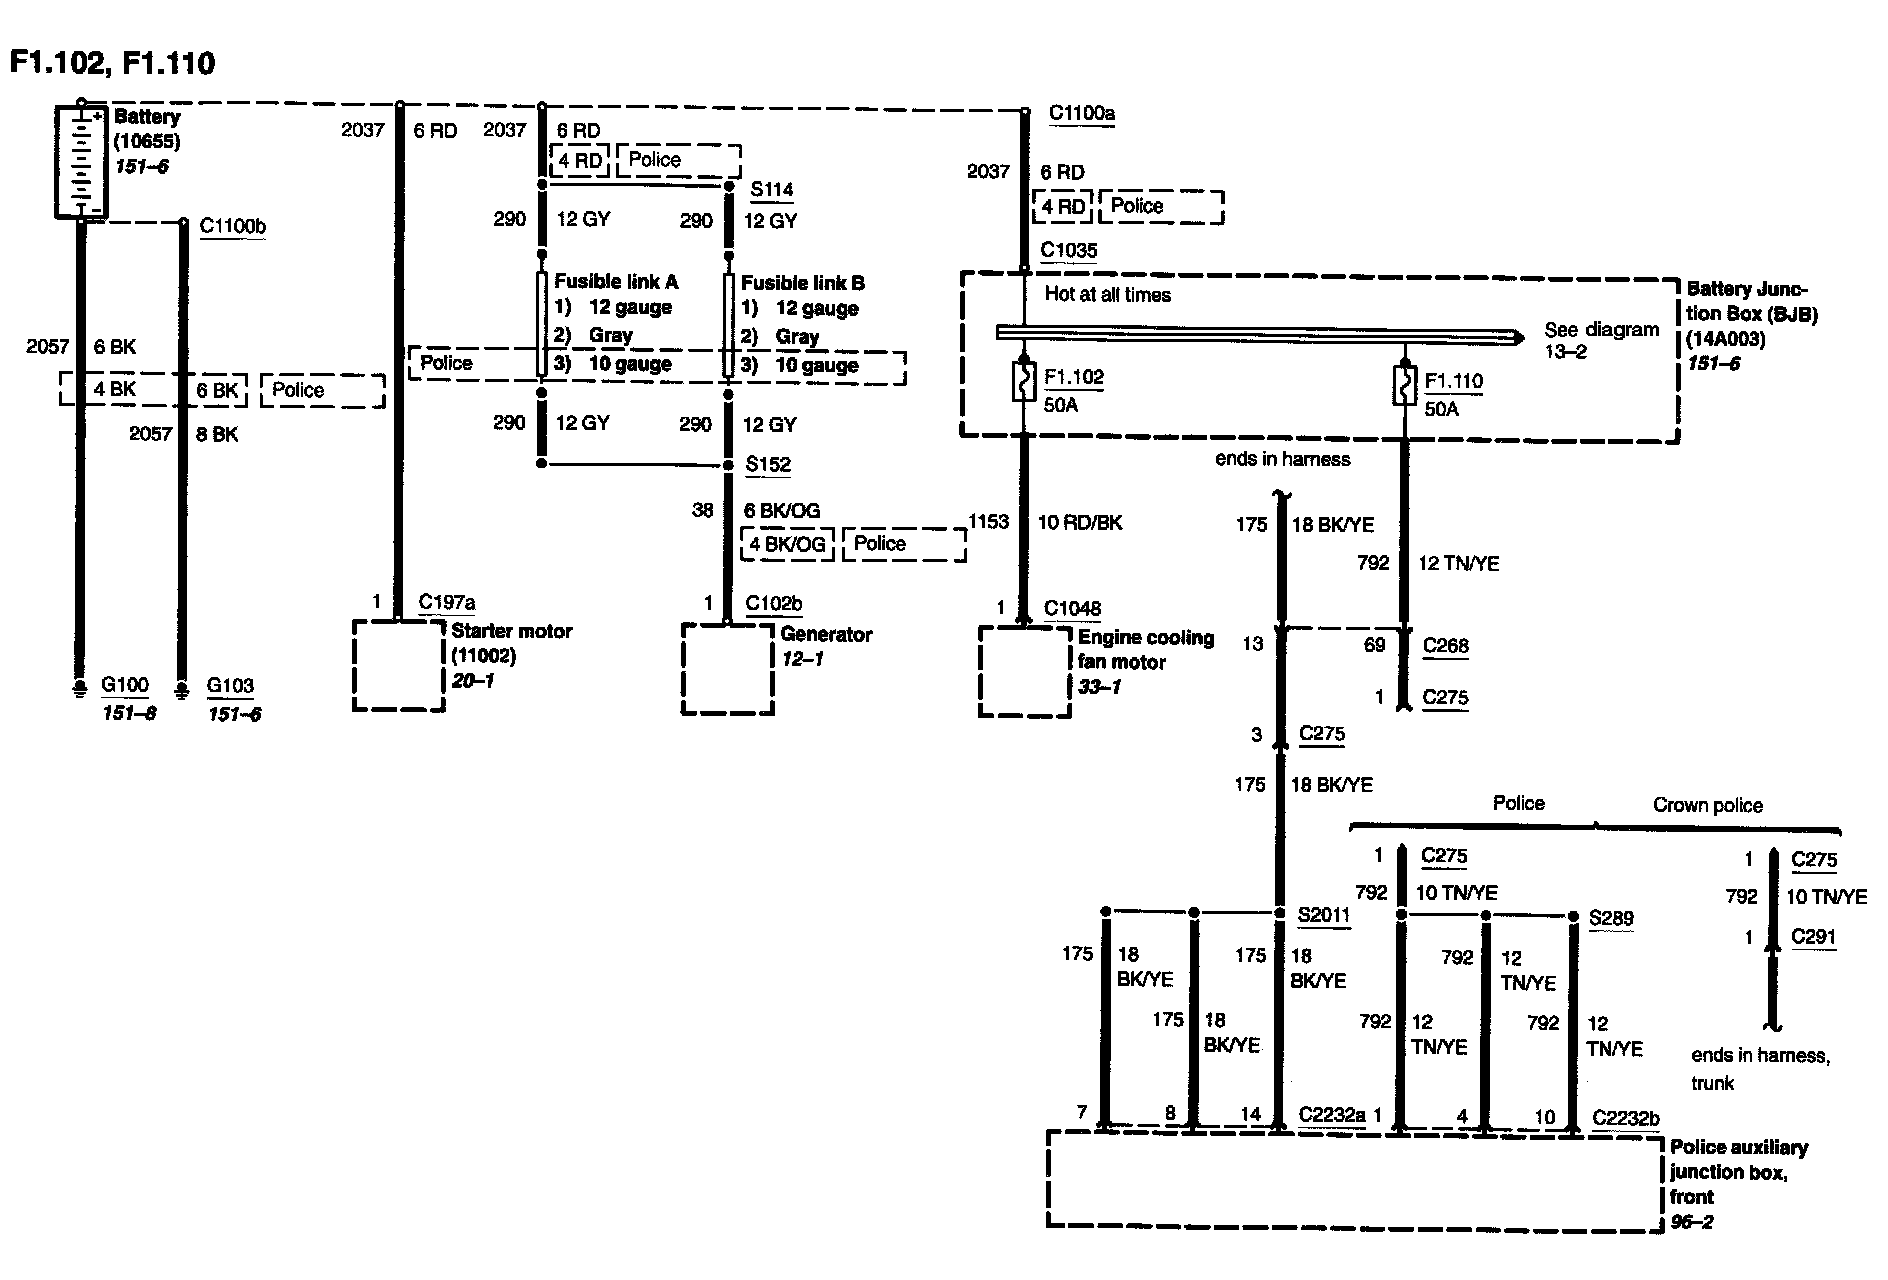 F1.102, F1.110
Battery
(10655)
151–6
2037
6 RD
2037
6 RD
4 RD
Police
C1100a
2037
6 RD
4 RD
Police
C1035
S114
290
12 GY
290
12 GY
C1100b
Fusible link A
1) 12 gauge
2) Gray
3) 10 gauge
Fusible link B
1) 12 gauge
2) Gray
3) 10 gauge
Police
Hot at all times
Battery Junc-
tion Box (BJB)
(14A003)
151–6
See diagram
13–2
F1.102
50A
F1.110
50A
2057
6 BK
4 BK
6 BK
Police
2057
8 BK
290
12 GY
290
12 GY
S152
38
6 BK/OG
4 BK/OG
Police
1153
10 RD/BK
ends in harness
175
18 BK/YE
792
12 TN/YE
1
C197a
Starter motor
(11002)
20–1
1
C102b
Generator
12–1
1
C1048
Engine cooling
fan motor
33–1
13
69
C268
1
C275
G100
151–8
G103
151–6
3
C275
175
18 BK/YE
Police
Crown police
1
C275
792
10 TN/YE
1
C275
792
10 TN/YE
1
C291
S2011
S289
175
18
BK/YE
175
18
BK/YE
175
18
BK/YE
792
12
TN/YE
792
12
TN/YE
792
12
TN/YE
ends in harness,
trunk
7
8
14
C2232a
1
4
10
C2232b
Police auxiliary
junction box,
front
96–2